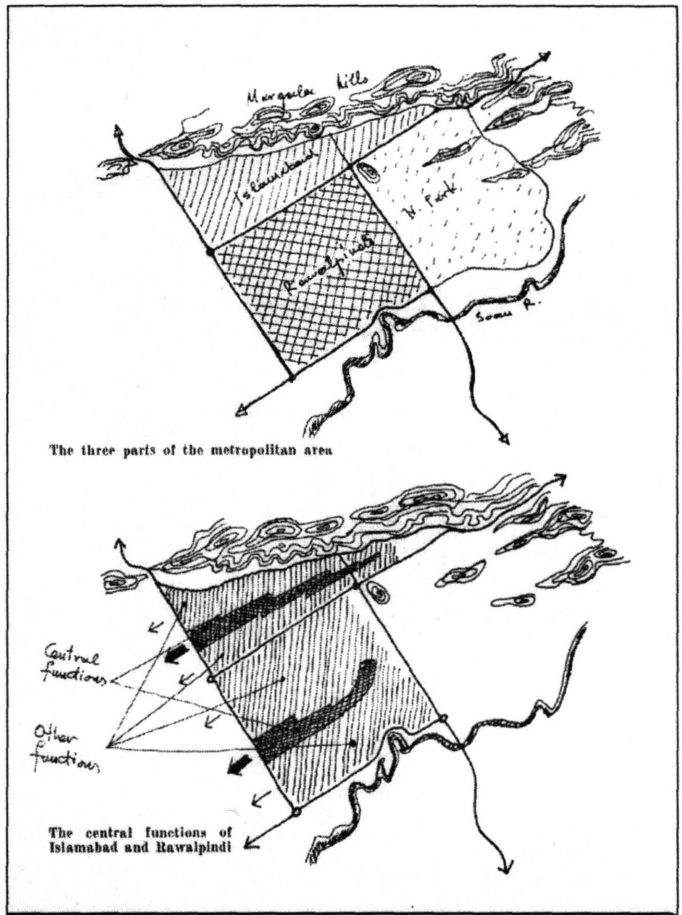 Margala hills
Islamabad
Rawalpindi
N. Park
Soan R.
The three parts of the metropolitan area
Central
functions
Other
functions
The central functions of
Islamabad and Rawalpindi